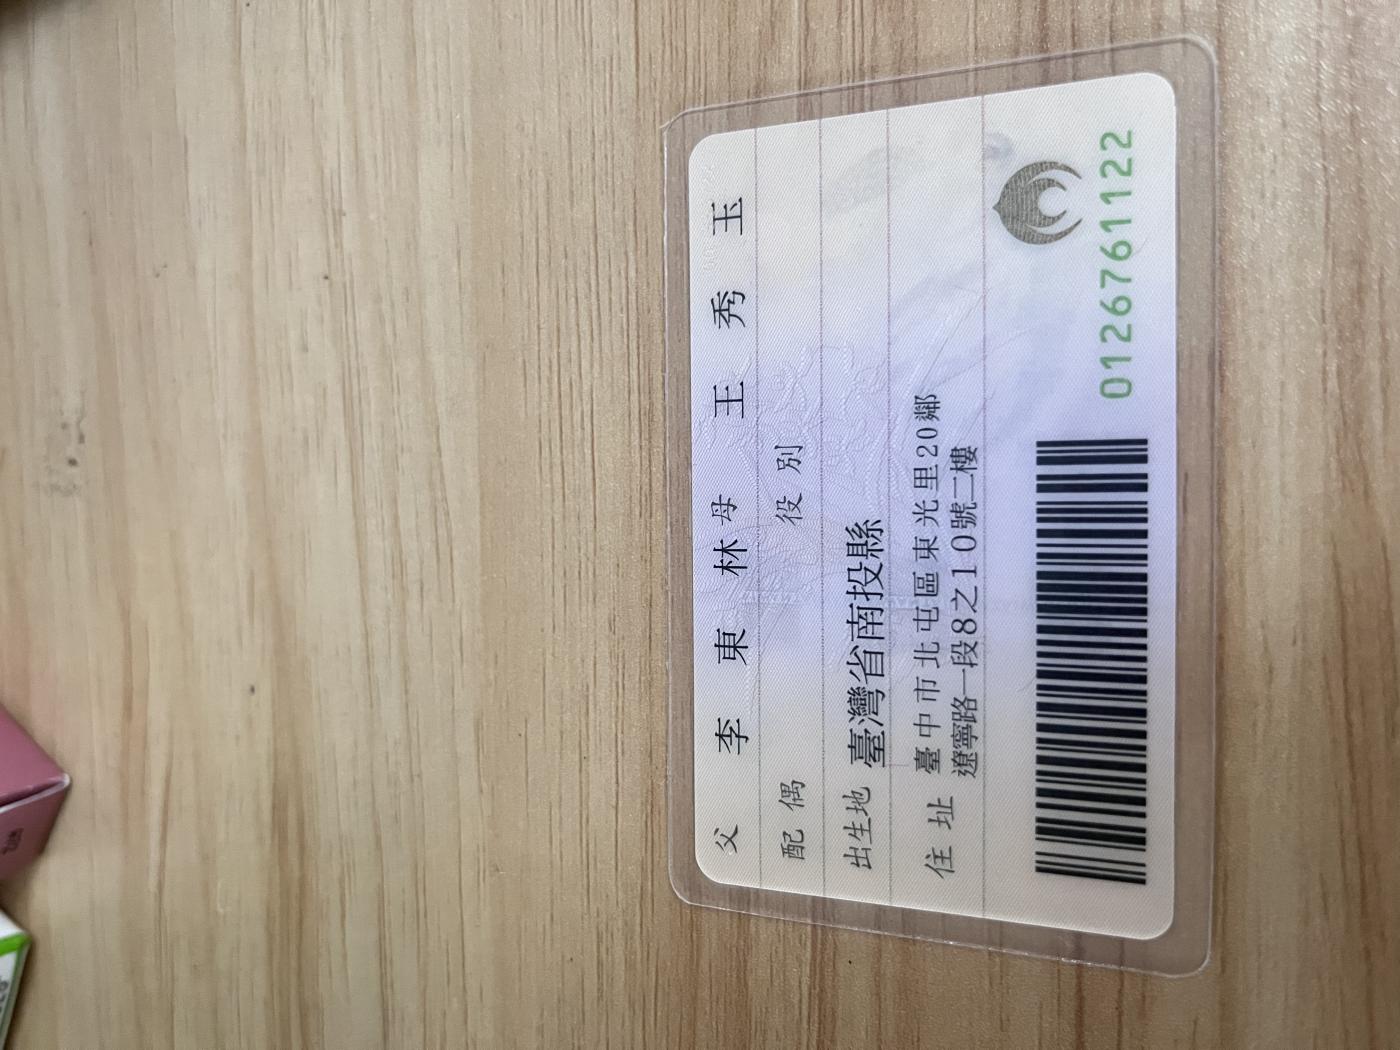 父 李東林 母 王秀玉
配偶 役別
出生地 臺灣省南投縣
住址 臺中市北屯區東光里20鄰
遼寧路一段8之10號二樓
0126761122